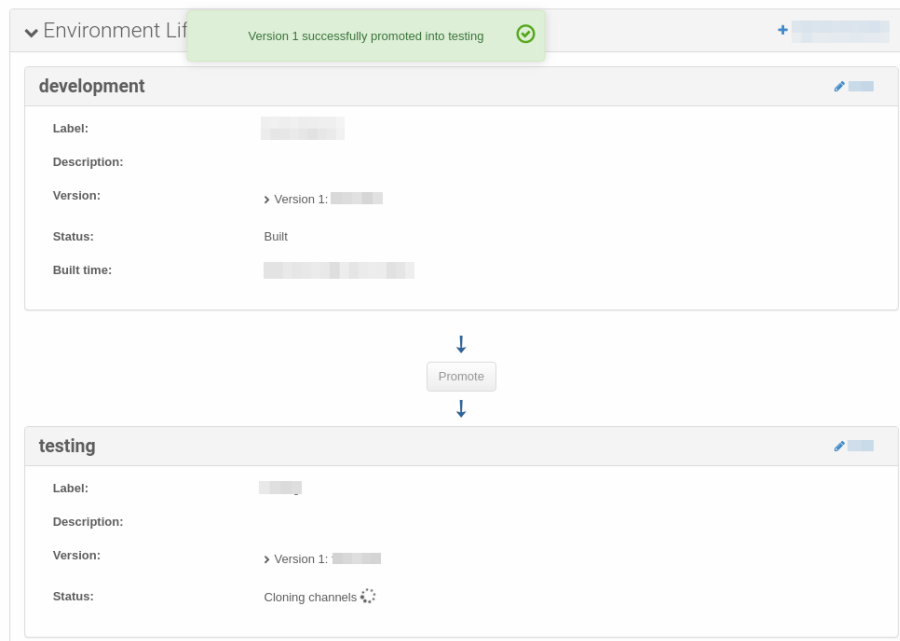 Environment Lif
Version 1 successfully promoted into testing
development
Label:
Description:
Version: Version 1:
Status: Built
Built time:
Promote
testing
Label:
Description:
Version: Version 1:
Status: Cloning channels